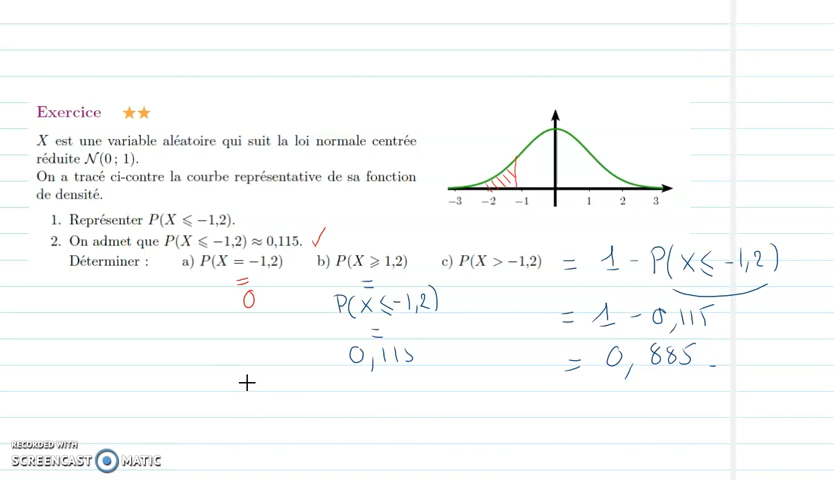 Exercice ★★
X est une variable aléatoire qui suit la loi normale centrée
réduite 𝒩(0 ; 1).
On a tracé ci-contre la courbe représentative de sa fonction
de densité.
1. Représenter P(X ⩽ −1,2).
2. On admet que P(X ⩽ −1,2) ≈ 0,115. ✓
Déterminer : a) P(X = −1,2) b) P(X ⩾ 1,2) c) P(X > −1,2) = 1 - P(X ⩽ -1,2)
= 0
= P(X ⩽ -1,2)
= 0,115
= 1 - 0,115
= 0,885.
−3 −2 −1 1 2 3
RECORDED WITH
SCREENCAST MATIC